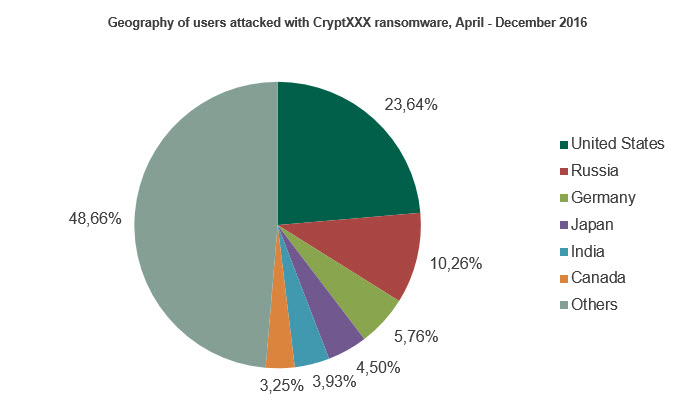 Geography of users attacked with CryptXXX ransomware, April - December 2016
23,64%
10,26%
5,76%
4,50%
3,93%
3,25%
48,66%
United States
Russia
Germany
Japan
India
Canada
Others